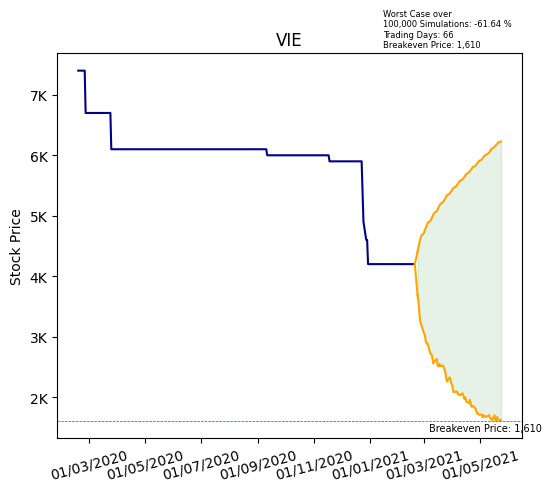 Worst Case over
100,000 Simulations: -61.64 %
Trading Days: 66
Breakeven Price: 1,610
VIE
7K
6K
5K
4K
3K
2K
Stock Price
Breakeven Price: 1,610
01/03/2020 01/05/2020 01/07/2020 01/09/2020 01/11/2020 01/01/2021 01/03/2021 01/05/2021